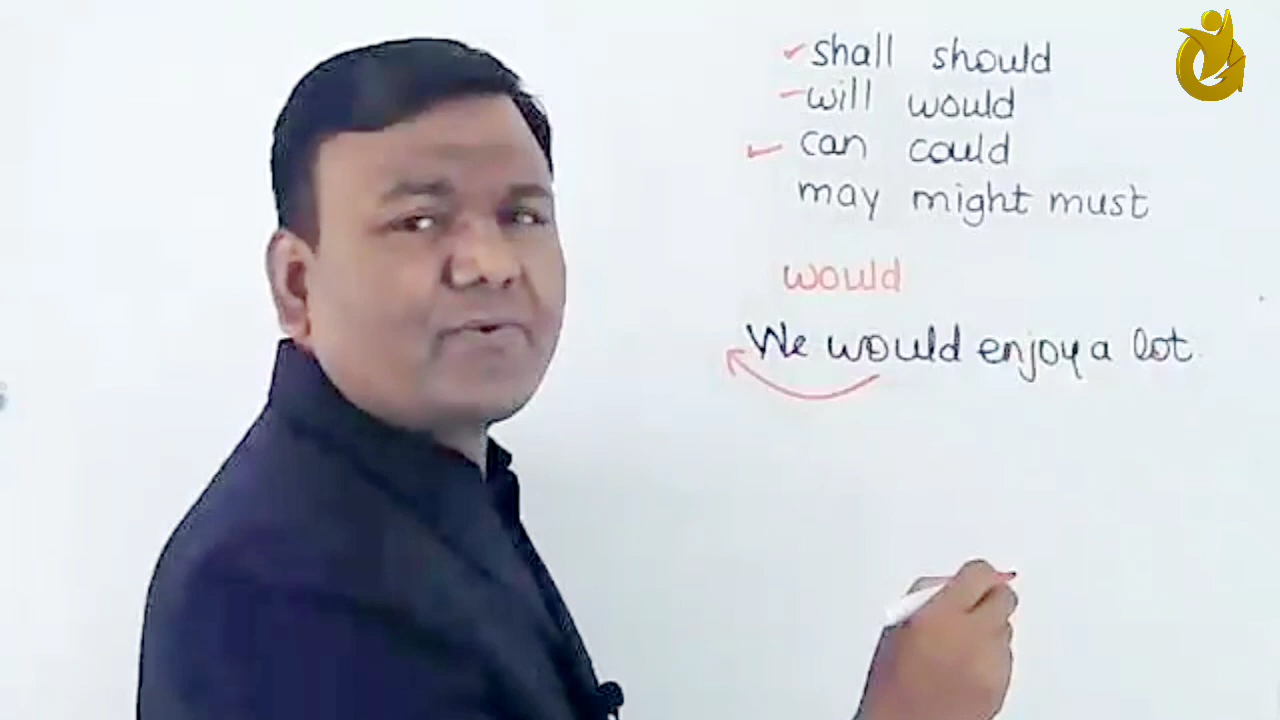 shall should
will would
can could
may might must
would
We would enjoy a lot.